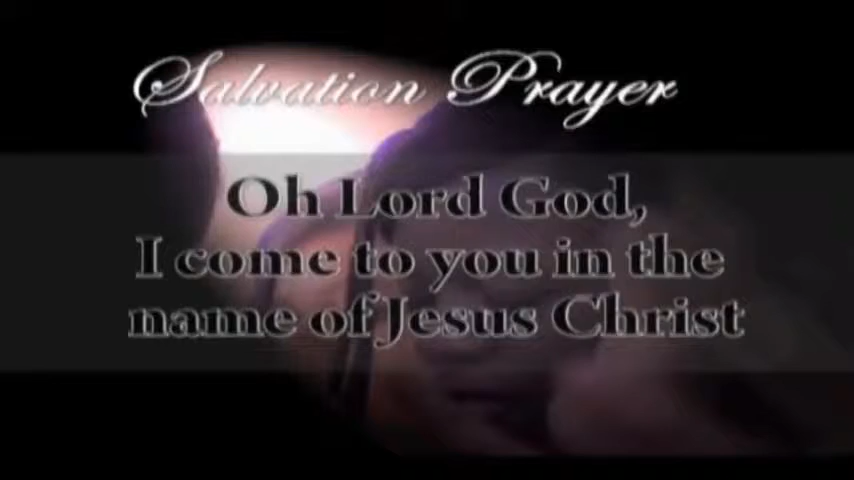 Salvation Prayer
Oh Lord God,
I come to you in the
name of Jesus Christ